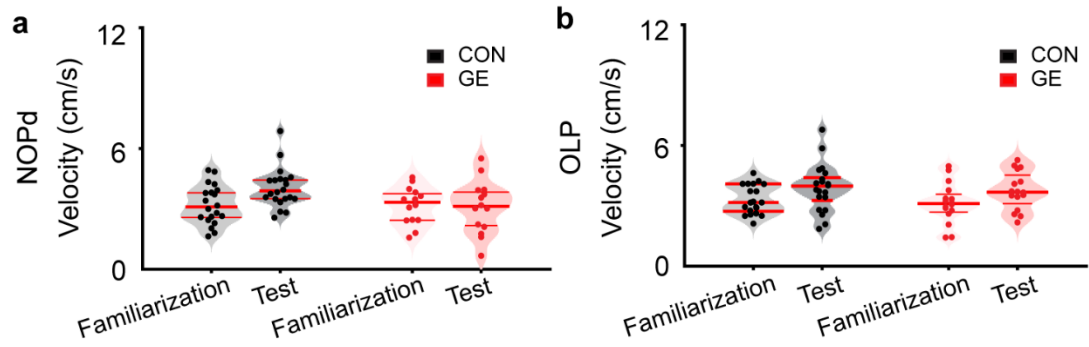 a
12
CON
GE
NOPd
Velocity (cm/s)
6
0
Familiarization
Test
Familiarization
Test
b
12
CON
GE
OLP
Velocity (cm/s)
6
0
Familiarization
Test
Familiarization
Test